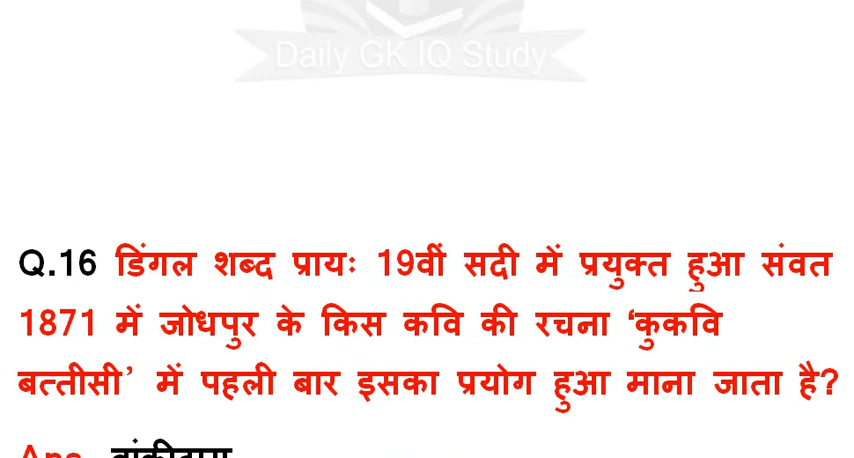 Daily GK IQ Study
Q.16 डिंगल शब्द प्रायः 19वीं सदी में प्रयुक्त हुआ संवत
1871 में जोधपुर के किस कवि की रचना ‘कुकवि
बत्तीसी’ में पहली बार इसका प्रयोग हुआ माना जाता है?